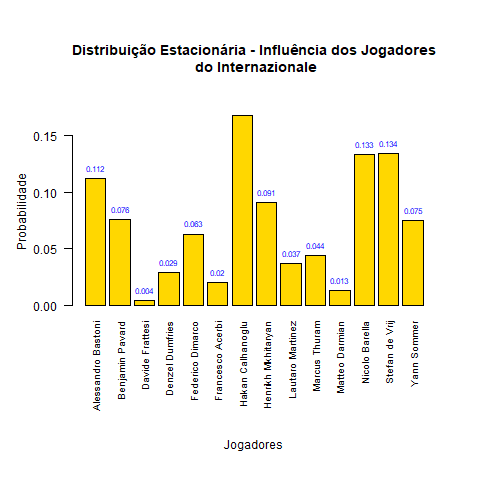 Distribuição Estacionária - Influência dos Jogadores
do Internazionale
Probabilidade
0.15
0.10
0.05
0.00
0.112
0.076
0.004
0.029
0.063
0.02
0.091
0.037
0.044
0.013
0.133
0.134
0.075
Alessandro Bastoni
Benjamin Pavard
Davide Frattesi
Denzel Dumfries
Federico Dimarco
Francesco Acerbi
Hakan Calhanoglu
Henrikh Mkhitaryan
Lautaro Martinez
Marcus Thuram
Matteo Darmian
Nicolo Barella
Stefan de Vrij
Yann Sommer
Jogadores